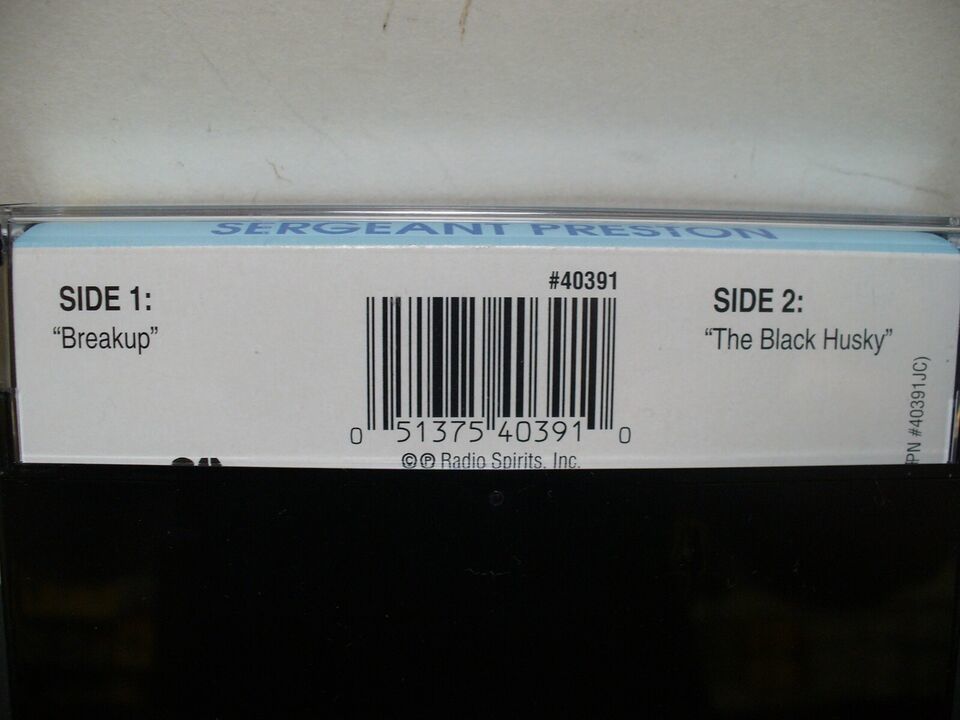 SERGEANT PRESTON
SIDE 1:
"Breakup"
#40391
0 51375 40391 0
©℗ Radio Spirits, Inc.
SIDE 2:
"The Black Husky"
PN #40391JC)